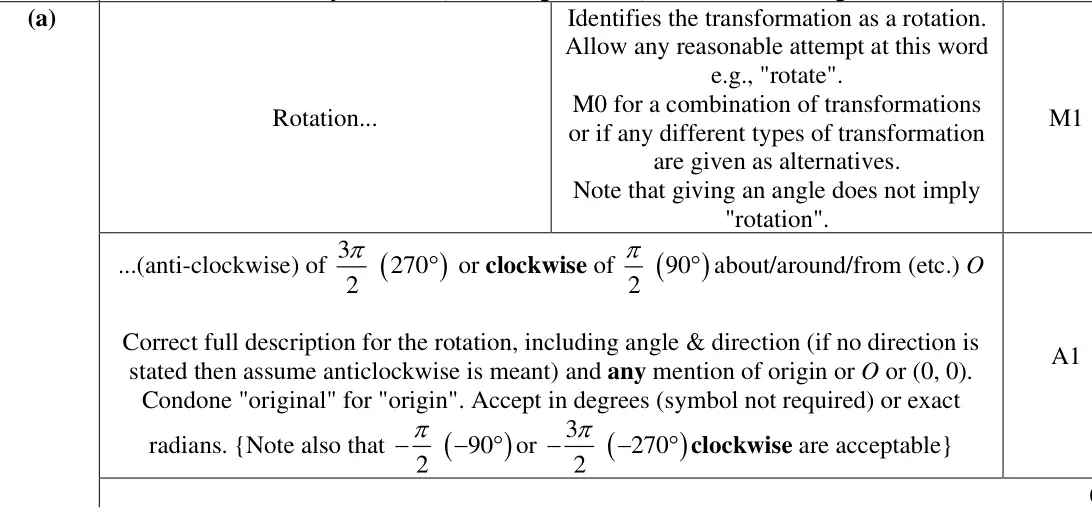 (a)
Rotation...
Identifies the transformation as a rotation.
Allow any reasonable attempt at this word
e.g., "rotate".
M0 for a combination of transformations
or if any different types of transformation
are given as alternatives.
Note that giving an angle does not imply
"rotation".
M1
...(anti-clockwise) of 3π/2 (270°) or clockwise of π/2 (90°) about/around/from (etc.) O
Correct full description for the rotation, including angle & direction (if no direction is
stated then assume anticlockwise is meant) and any mention of origin or O or (0, 0).
Condone "original" for "origin". Accept in degrees (symbol not required) or exact
radians. {Note also that −π/2 (−90°) or −3π/2 (−270°) clockwise are acceptable}
A1